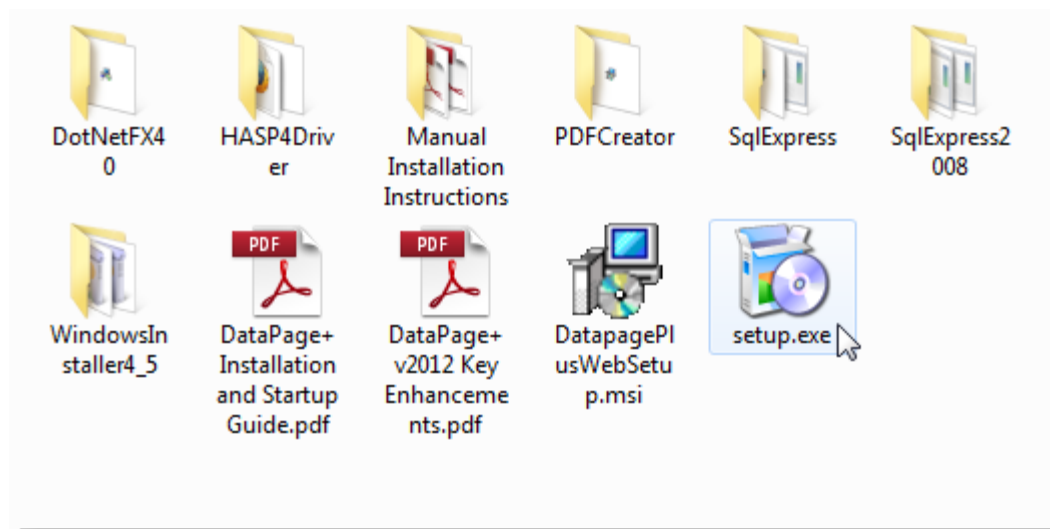 DotNetFX4
0
HASP4Driv
er
Manual
Installation
Instructions
PDFCreator
SqlExpress
SqlExpress2
008
WindowsIn
staller4_5
PDF
DataPage+
Installation
and Startup
Guide.pdf
PDF
DataPage+
v2012 Key
Enhanceme
nts.pdf
DatapagePl
usWebSetu
p.msi
setup.exe